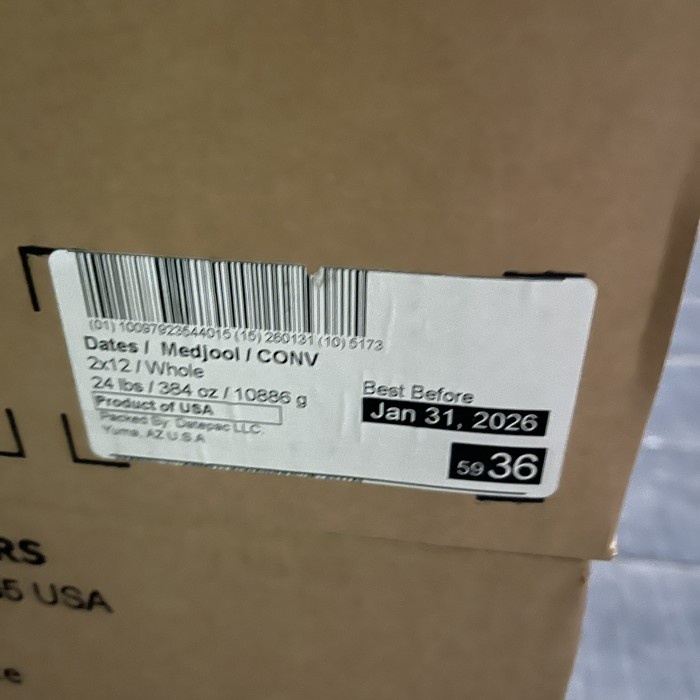 (01) 10097923544015 (15) 260131 (10) 5173
Dates / Medjool / CONV
2x12 / Whole
24 lbs / 384 oz / 10886 g
Product of USA
Packed By: Datepac LLC.
Yuma, AZ U.S.A
Best Before
Jan 31, 2026
59 36
RS
5 USA
e